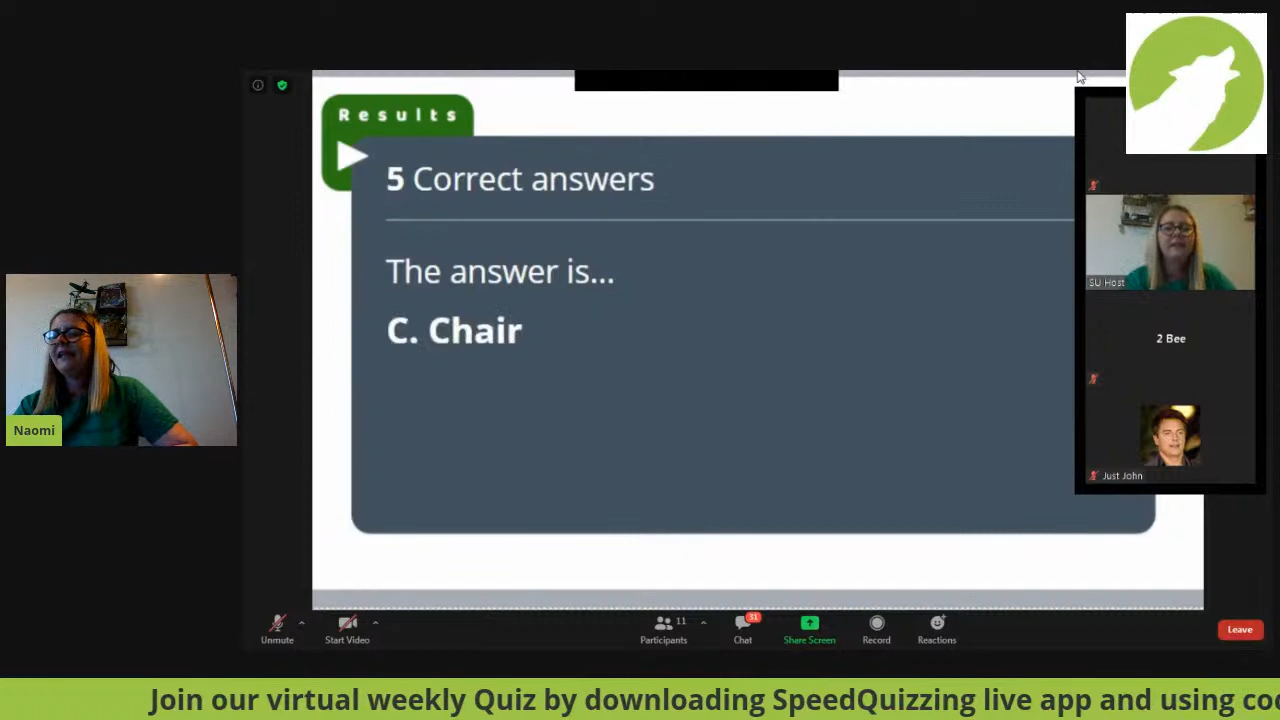 Results
5 Correct answers
The answer is...
C. Chair
SU Host
2 Bee
Just John
Naomi
Unmute
Start Video
11
Participants
31
Chat
Share Screen
Record
Reactions
Leave
Join our virtual weekly Quiz by downloading SpeedQuizzing live app and using